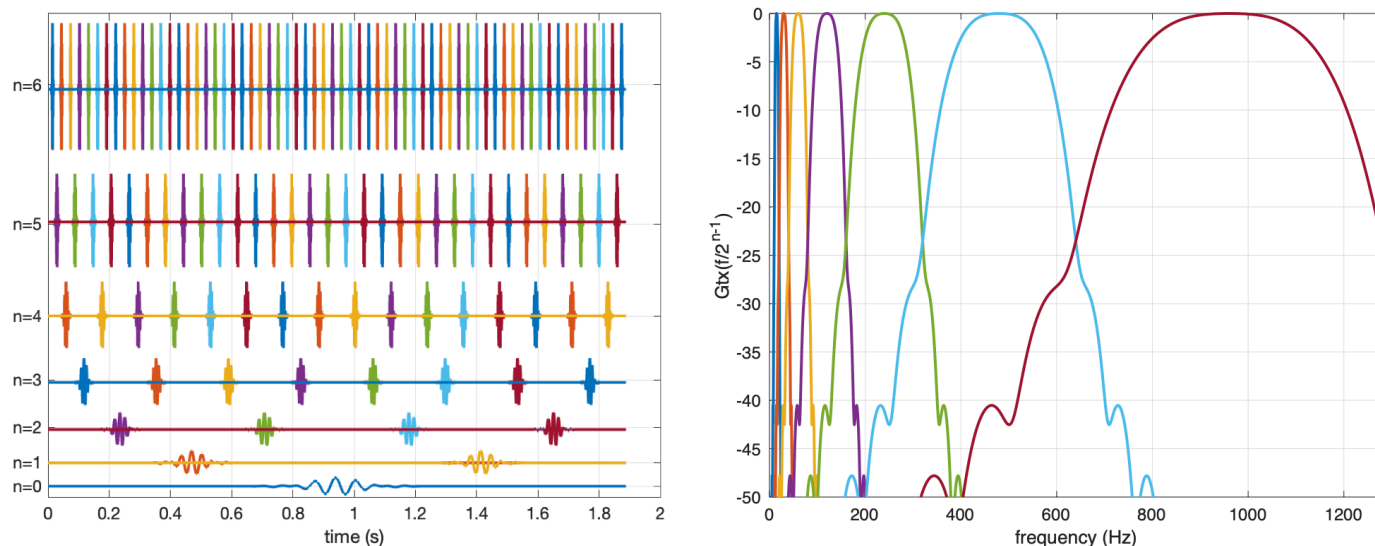 n=6
n=5
n=4
n=3
n=2
n=1
n=0
0 0.2 0.4 0.6 0.8 1 1.2 1.4 1.6 1.8 2
time (s)
Gtx(f/2^{n-1})
0
-5
-10
-15
-20
-25
-30
-35
-40
-45
-50
0 200 400 600 800 1000 1200
frequency (Hz)